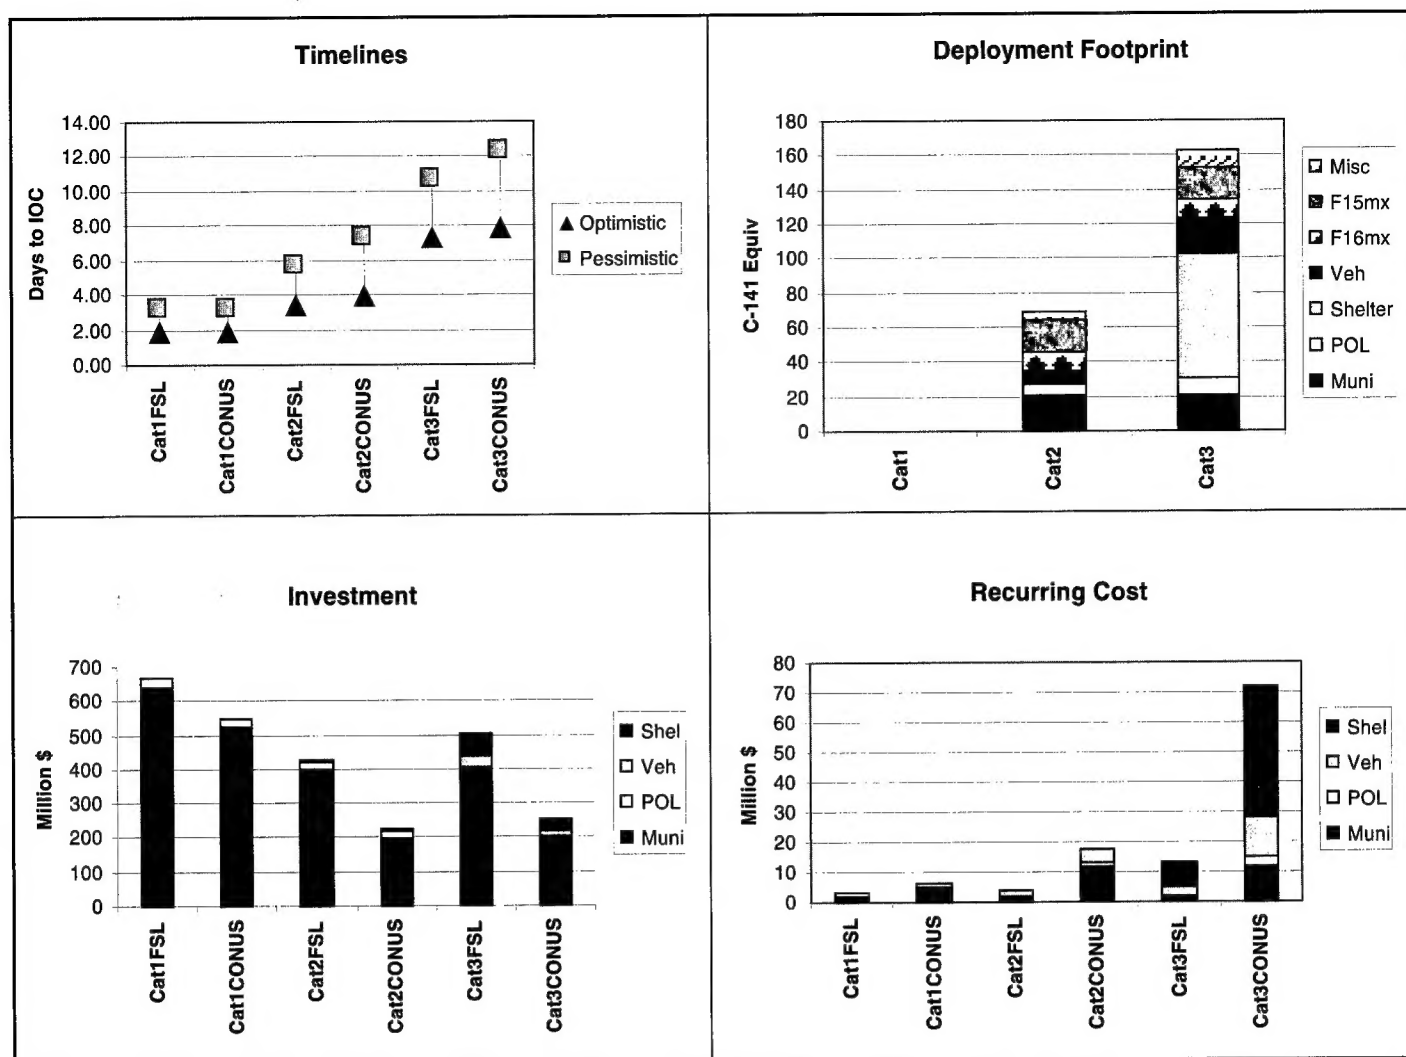 Timelines
14.00
12.00
10.00
8.00
6.00
4.00
2.00
0.00
Days to IOC
Cat1FSL
Cat1CONUS
Cat2FSL
Cat2CONUS
Cat3FSL
Cat3CONUS
Optimistic
Pessimistic
Deployment Footprint
180
160
140
120
100
80
60
40
20
0
C-141 Equiv
Cat1
Cat2
Cat3
Misc
F15mx
F16mx
Veh
Shelter
POL
Muni
Investment
700
600
500
400
300
200
100
0
Million $
Cat1FSL
Cat1CONUS
Cat2FSL
Cat2CONUS
Cat3FSL
Cat3CONUS
Shel
Veh
POL
Muni
Recurring Cost
80
70
60
50
40
30
20
10
0
Million $
Cat1FSL
Cat1CONUS
Cat2FSL
Cat2CONUS
Cat3FSL
Cat3CONUS
Shel
Veh
POL
Muni